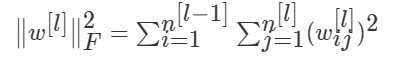 ‖w^{[l]}‖_F^2 = ∑_{i=1}^{n^{[l-1]}} ∑_{j=1}^{n^{[l]}} (w_{ij}^{[l]})^2